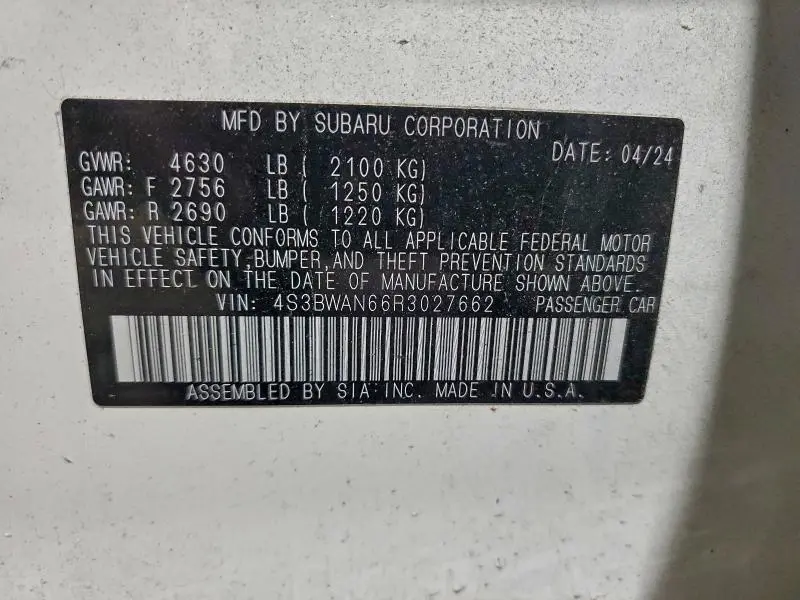 MFD BY SUBARU CORPORATION
DATE: 04/24
GVWR: 4630 LB ( 2100 KG)
GAWR: F 2756 LB ( 1250 KG)
GAWR: R 2690 LB ( 1220 KG)
THIS VEHICLE CONFORMS TO ALL APPLICABLE FEDERAL MOTOR
VEHICLE SAFETY,BUMPER,AND THEFT PREVENTION STANDARDS
IN EFFECT ON THE DATE OF MANUFACTURE SHOWN ABOVE.
VIN: 4S3BWAN66R3027662 PASSENGER CAR
ASSEMBLED BY SIA INC. MADE IN U.S.A.